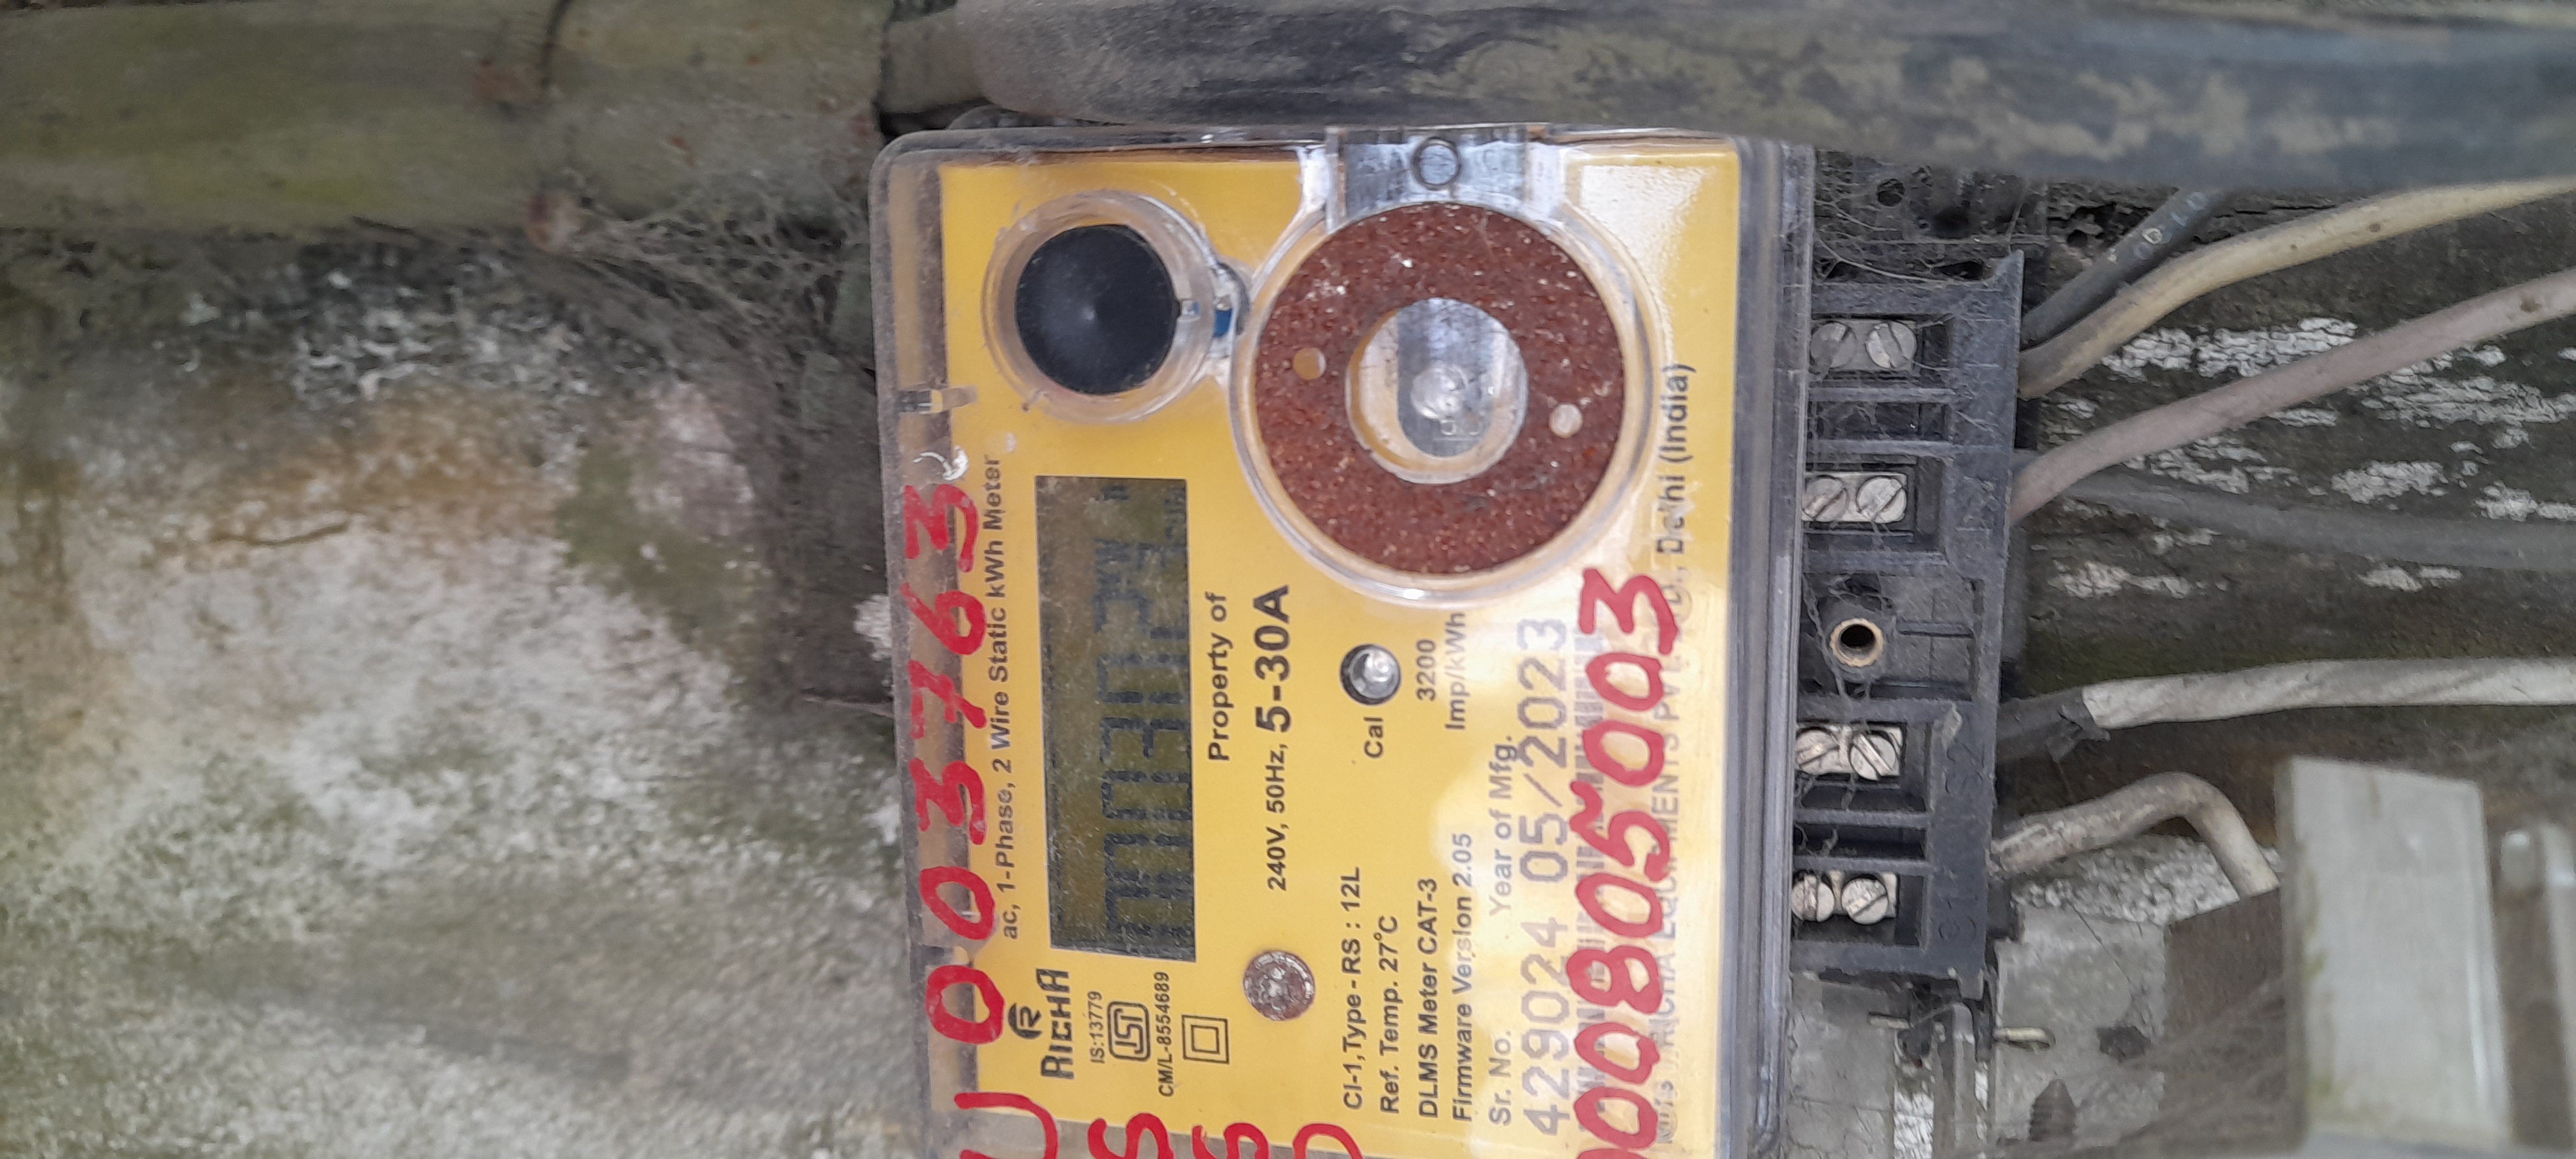 003763
ac, 1-Phase, 2 Wire Static kWh Meter
RICHA
IS:13779
CM/L-8554689
Property of
240V, 50Hz, 5-30A
Cal
3200
Imp/kWh
Cl-1, Type - RS : 12L
Ref. Temp. 27°C
DLMS Meter CAT-3
Firmware Version 2.05
Sr. No. Year of Mfg.
4429024 05/2023
00805003
Delhi (India)